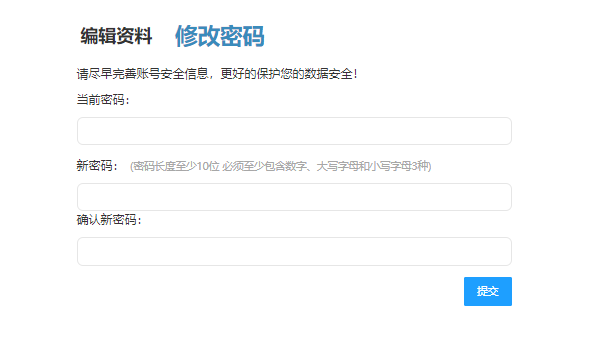 编辑资料 修改密码
请尽早完善账号安全信息，更好的保护您的数据安全！
当前密码：
新密码： (密码长度至少10位 必须至少包含数字、大写字母和小写字母3种)
确认新密码：
提交